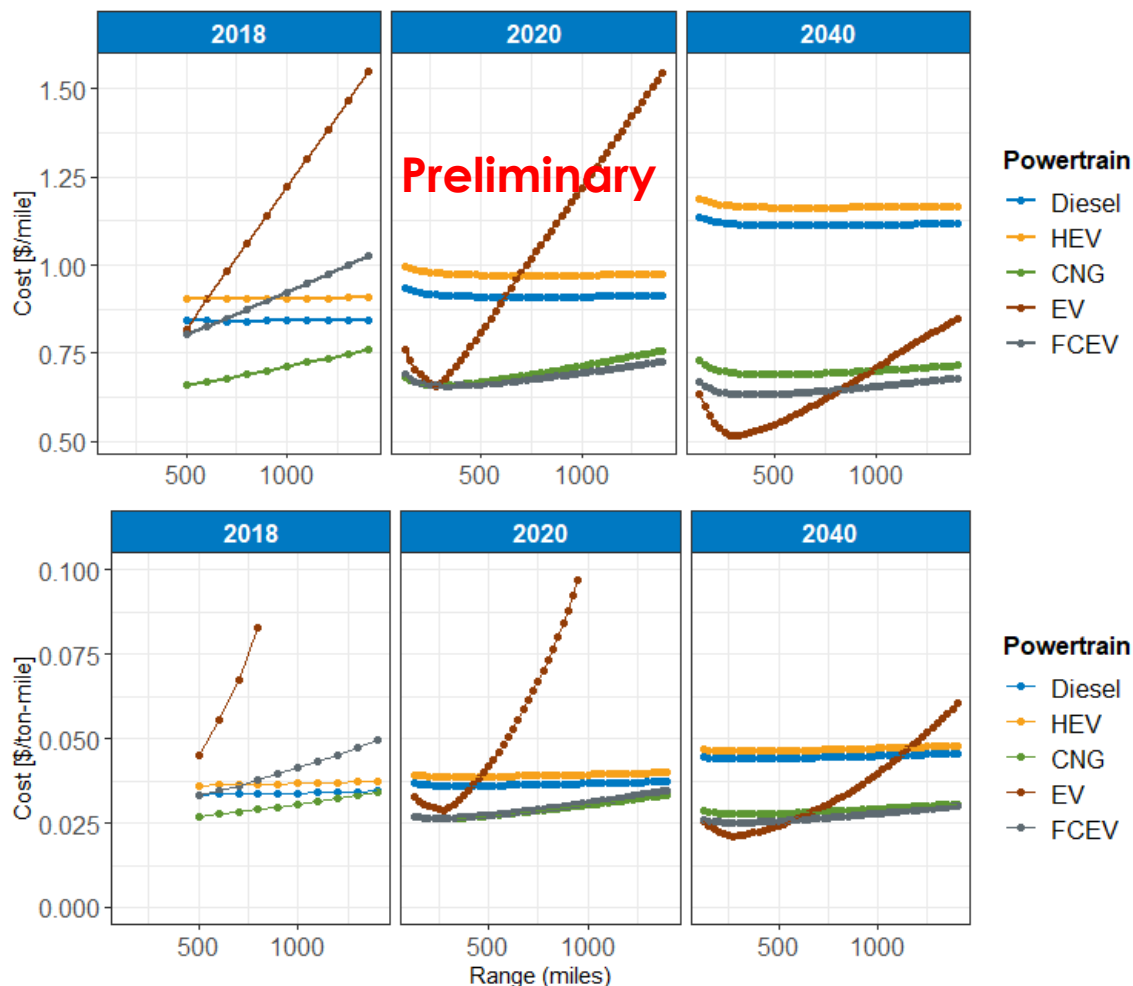 2018 2020 2040
Cost [$/mile]
1.50
1.25
1.00
0.75
0.50
Preliminary
500 1000 500 1000 500 1000
Powertrain
Diesel
HEV
CNG
EV
FCEV
2018 2020 2040
Cost [$/ton-mile]
0.100
0.075
0.050
0.025
0.000
500 1000 500 1000 500 1000
Range (miles)
Powertrain
Diesel
HEV
CNG
EV
FCEV